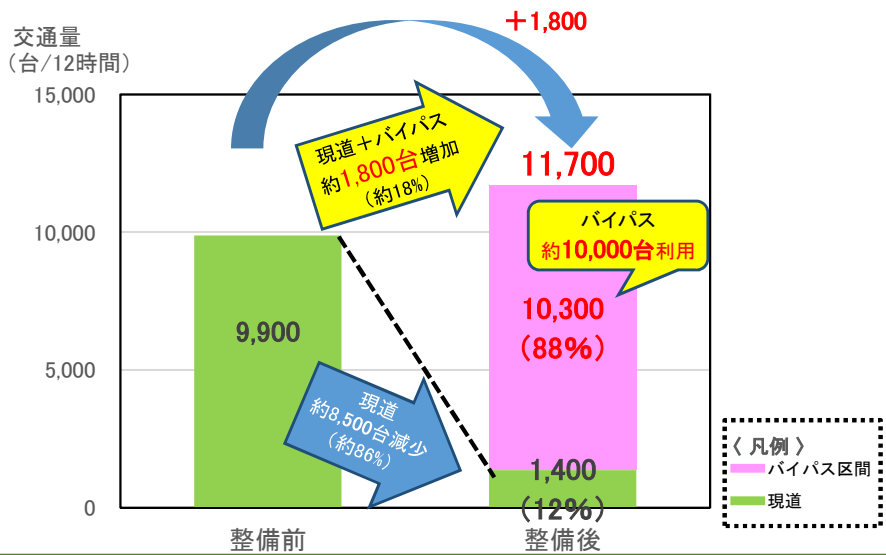 交通量
（台/12時間）
＋1,800
15,000
10,000
5,000
0
現道＋バイパス
約1,800台増加
（約18%）
11,700
バイパス
約10,000台利用
10,300
（88%）
9,900
現道
約8,500台減少
（約86%）
1,400
（12%）
整備前
整備後
〈 凡例 〉
バイパス区間
現道